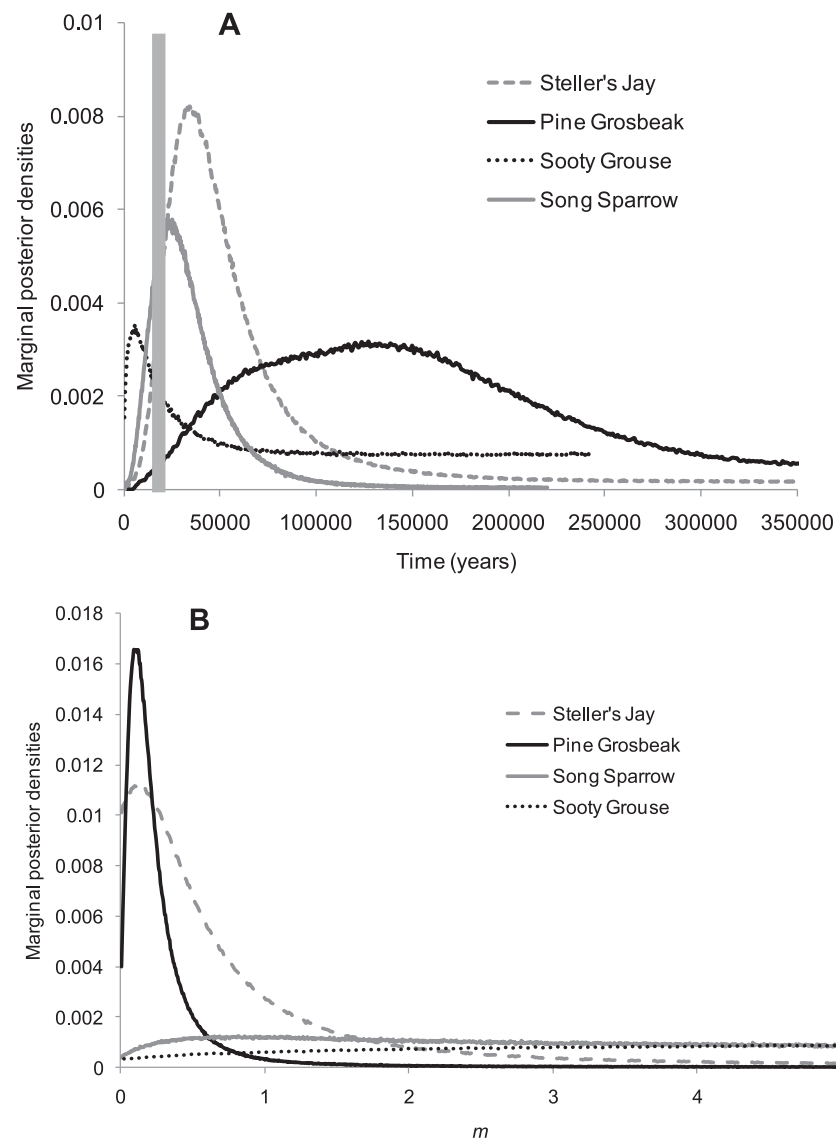 A
Marginal posterior densities
0.01
0.008
0.006
0.004
0.002
0
Steller's Jay
Pine Grosbeak
Sooty Grouse
Song Sparrow
0 50000 100000 150000 200000 250000 300000 350000
Time (years)
B
Marginal posterior densities
0.018
0.016
0.014
0.012
0.01
0.008
0.006
0.004
0.002
0
Steller's Jay
Pine Grosbeak
Song Sparrow
Sooty Grouse
0 1 2 3 4
m